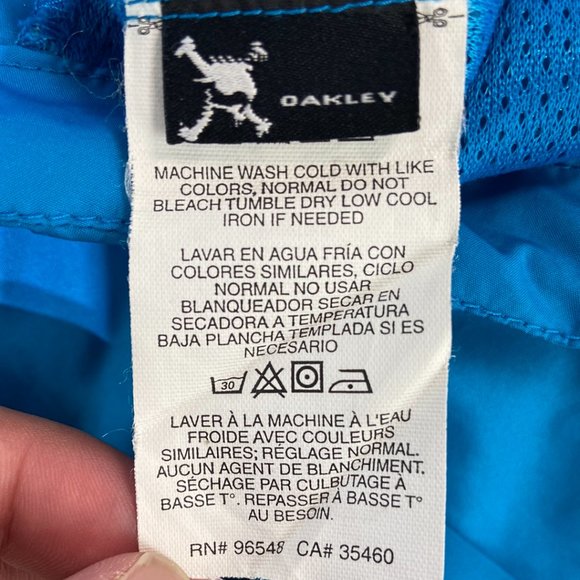 OAKLEY
MACHINE WASH COLD WITH LIKE
COLORS, NORMAL DO NOT
BLEACH TUMBLE DRY LOW COOL
IRON IF NEEDED
LAVAR EN AGUA FRÍA CON
COLORES SIMILARES, CICLO
NORMAL NO USAR
BLANQUEADOR SECAR EN
SECADORA A TEMPERATURA
BAJA PLANCHA TEMPLADA SI ES
NECESARIO
30
LAVER À LA MACHINE À L'EAU
FROIDE AVEC COULEURS
SIMILAIRES; RÉGLAGE NORMAL.
AUCUN AGENT DE BLANCHIMENT.
SÉCHAGE PAR CULBUTAGE À
BASSE T°. REPASSER À BASSE T°
AU BESOIN.
RN# 96548 CA# 35460